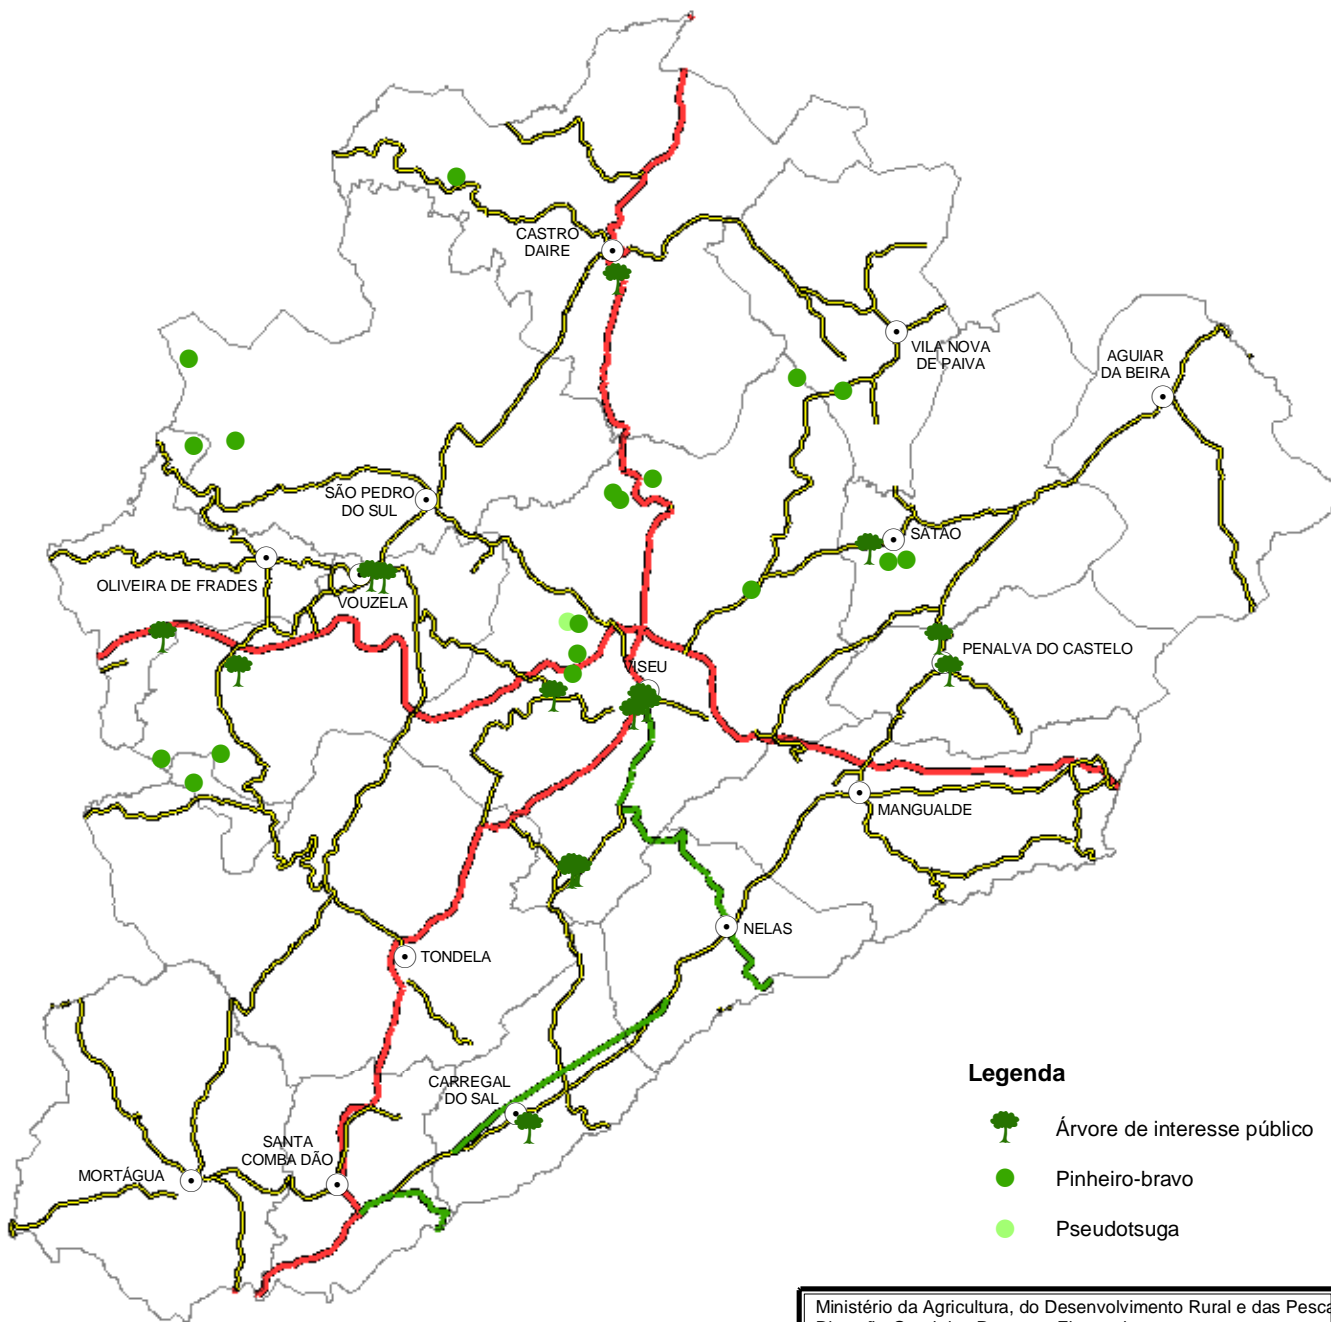 CASTRO
DAIRE
VILA NOVA
DE PAIVA
AGUIAR
DA BEIRA
SÃO PEDRO
DO SUL
SATÃO
OLIVEIRA DE FRADES
VOUZELA
PENALVA DO CASTELO
ISEU
MANGUALDE
NELAS
TONDELA
CARREGAL
DO SAL
SANTA
COMBA DÃO
MORTÁGUA
Legenda
Árvore de interesse público
Pinheiro-bravo
Pseudotsuga
Ministério da Agricultura, do Desenvolvimento Rural e das Pesca